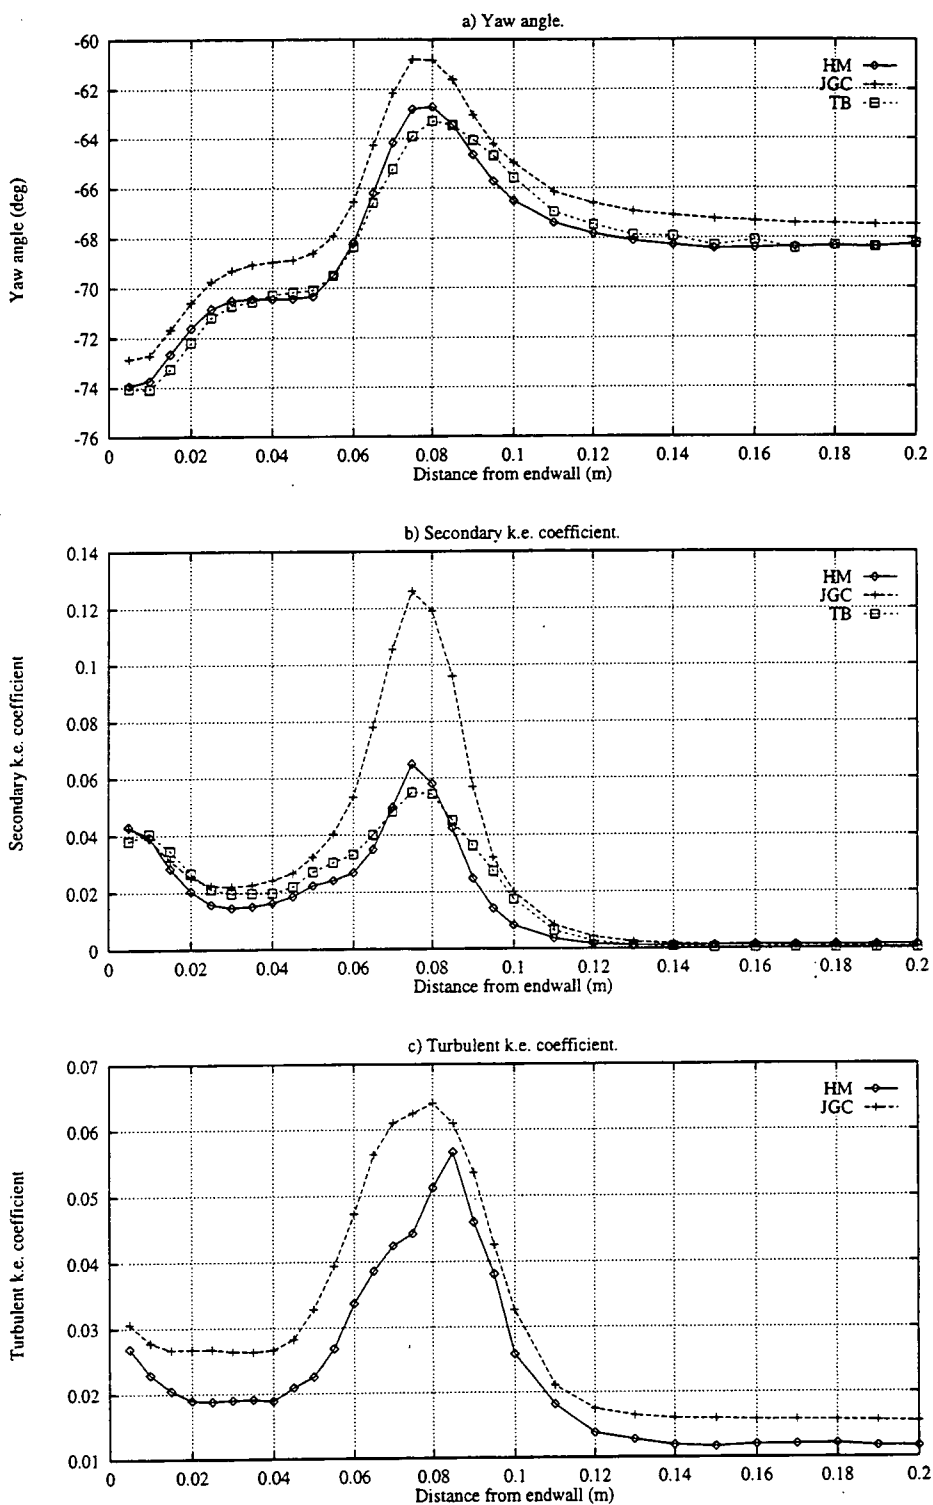 a) Yaw angle.
-60
-62
-64
-66
-68
-70
-72
-74
-76
Yaw angle (deg)
HM
JGC
TB
0 0.02 0.04 0.06 0.08 0.1 0.12 0.14 0.16 0.18 0.2
Distance from endwall (m)
b) Secondary k.e. coefficient.
0.14
0.12
0.1
0.08
0.06
0.04
0.02
0
Secondary k.e. coefficient
HM
JGC
TB
0 0.02 0.04 0.06 0.08 0.1 0.12 0.14 0.16 0.18 0.2
Distance from endwall (m)
c) Turbulent k.e. coefficient.
0.07
0.06
0.05
0.04
0.03
0.02
0.01
Turbulent k.e. coefficient
HM
JGC
0 0.02 0.04 0.06 0.08 0.1 0.12 0.14 0.16 0.18 0.2
Distance from endwall (m)